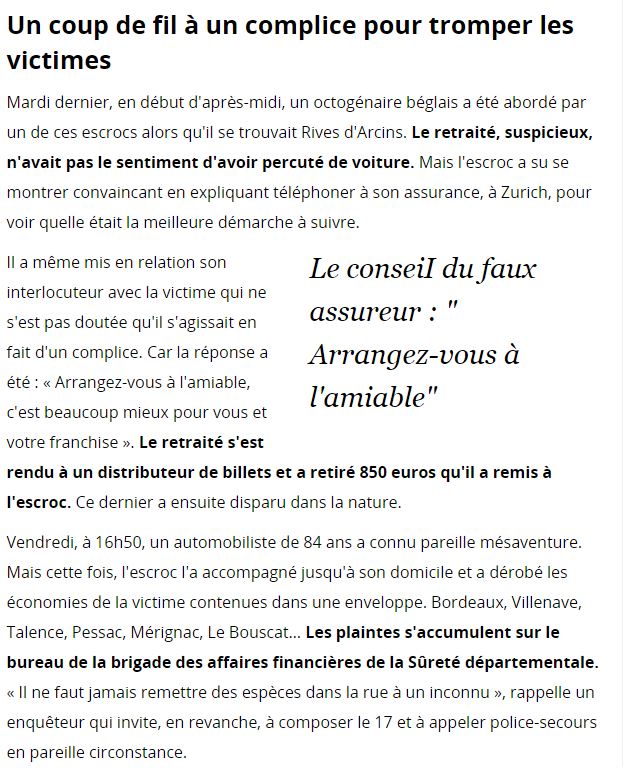 Un coup de fil à un complice pour tromper les
victimes
Mardi dernier, en début d'après-midi, un octogénaire béglais a été abordé par
un de ces escrocs alors qu'il se trouvait Rives d'Arcins. Le retraité, suspicieux,
n'avait pas le sentiment d'avoir percuté de voiture. Mais l'escroc a su se
montrer convaincant en expliquant téléphoner à son assurance, à Zurich, pour
voir quelle était la meilleure démarche à suivre.
Il a même mis en relation son
interlocuteur avec la victime qui ne
s'est pas doutée qu'il s'agissait en
fait d'un complice. Car la réponse a
été : « Arrangez-vous à l'amiable,
c'est beaucoup mieux pour vous et
votre franchise ». Le retraité s'est
rendu à un distributeur de billets et a retiré 850 euros qu'il a remis à
l'escroc. Ce dernier a ensuite disparu dans la nature.
Le conseil du faux
assureur : "
Arrangez-vous à
l'amiable"
Vendredi, à 16h50, un automobiliste de 84 ans a connu pareille mésaventure.
Mais cette fois, l'escroc l'a accompagné jusqu'à son domicile et a dérobé les
économies de la victime contenues dans une enveloppe. Bordeaux, Villenave,
Talence, Pessac, Mérignac, Le Bouscat... Les plaintes s'accumulent sur le
bureau de la brigade des affaires financières de la Sûreté départementale.
« Il ne faut jamais remettre des espèces dans la rue à un inconnu », rappelle un
enquêteur qui invite, en revanche, à composer le 17 et à appeler police-secours
en pareille circonstance.